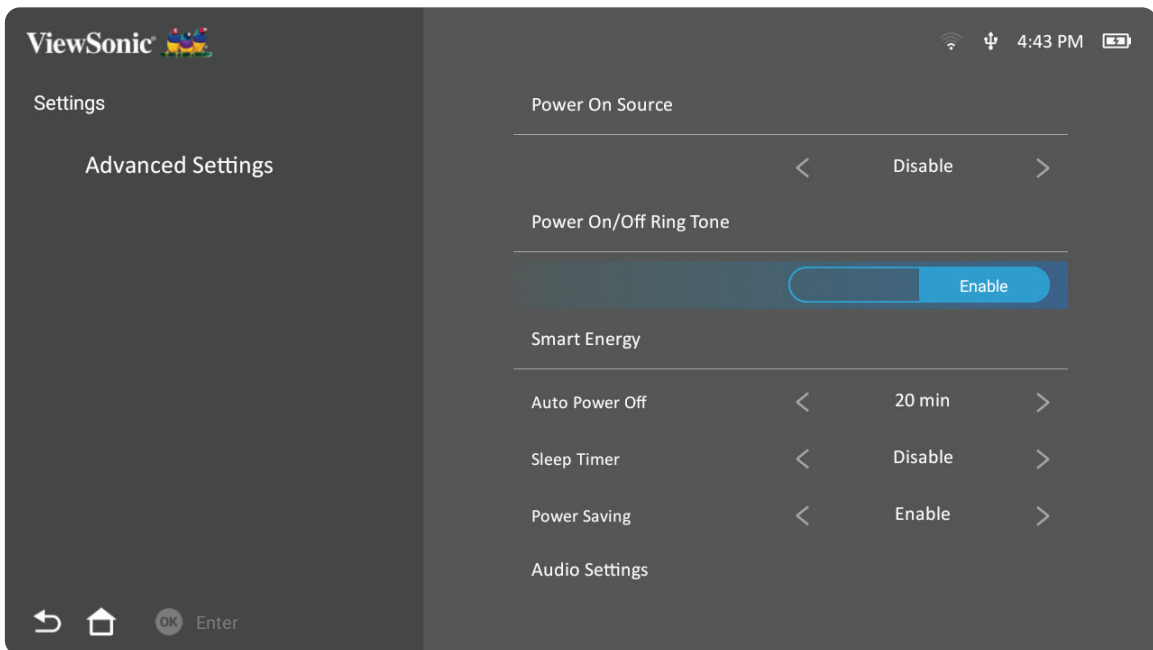 ViewSonic®
4:43 PM
Settings
Advanced Settings
Power On Source
Disable
Power On/Off Ring Tone
Enable
Smart Energy
Auto Power Off 20 min
Sleep Timer Disable
Power Saving Enable
Audio Settings
OK Enter